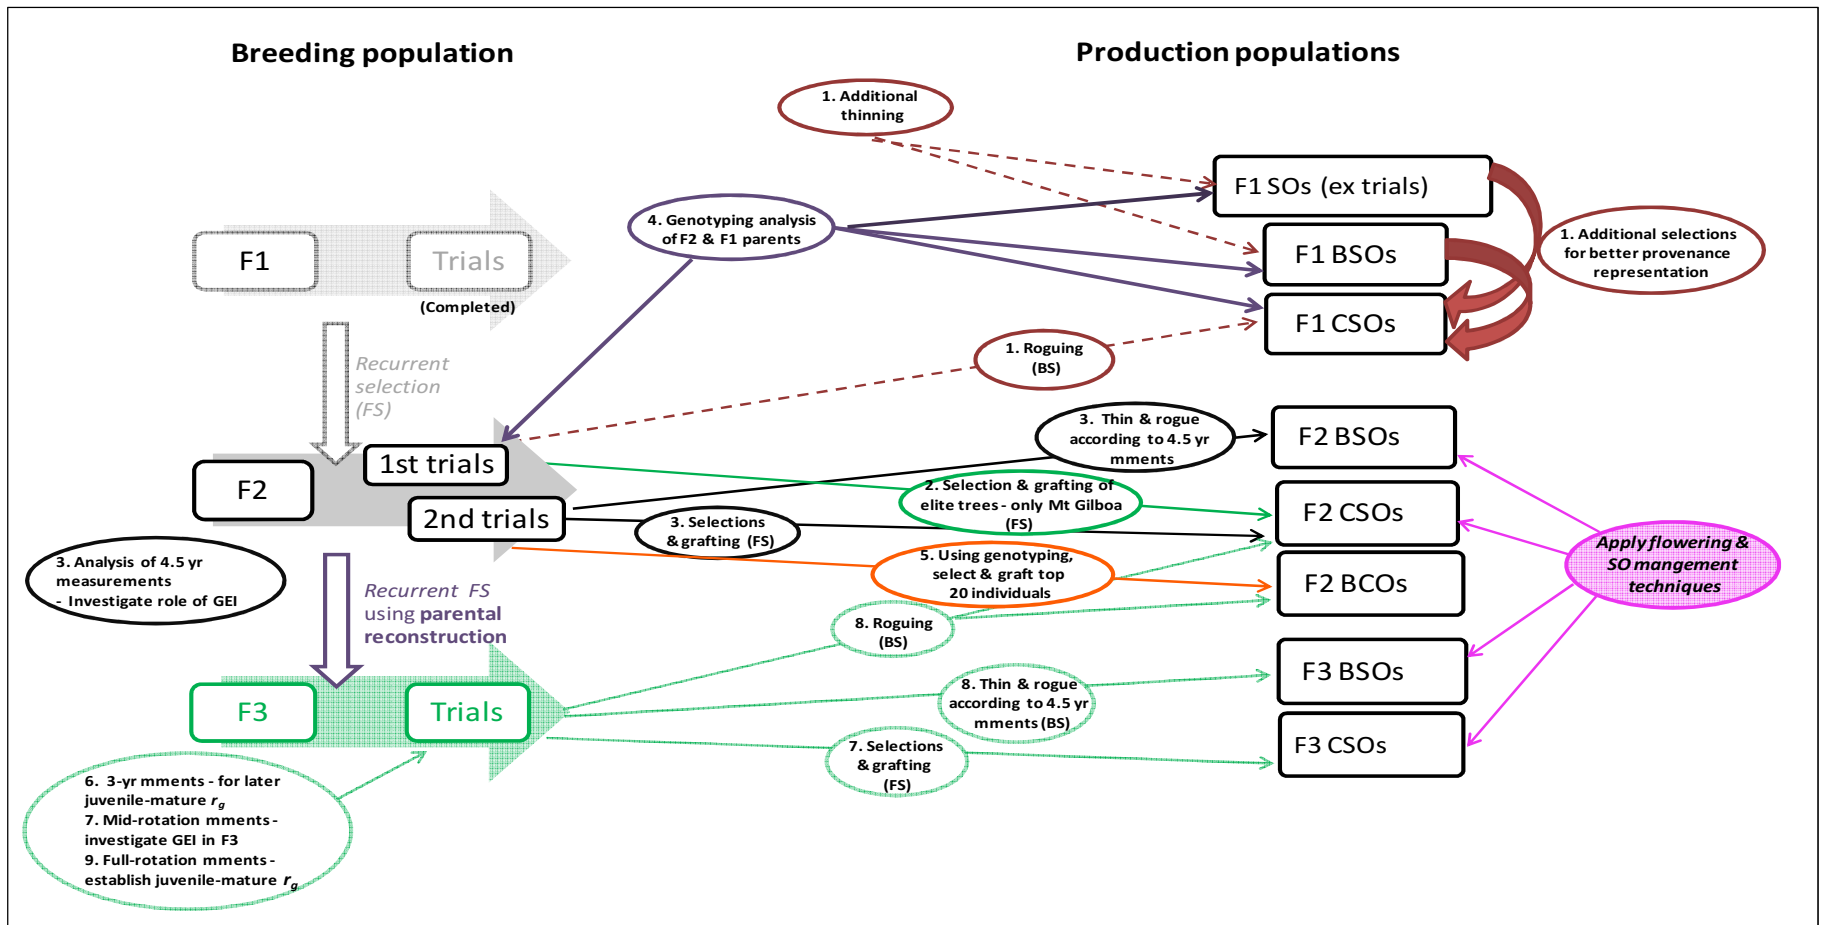 Breeding population
Production populations
1. Additional
thinning
F1 SOs (ex trials)
4. Genotyping analysis
of F2 & F1 parents
F1
Trials
(Completed)
F1 BSOs
1. Additional selections
for better provenance
representation
F1 CSOs
1. Roguing
(BS)
Recurrent
selection
(FS)
3. Thin & rogue
according to 4.5 yr
mments
F2 BSOs
1st trials
F2
2nd trials
2. Selection & grafting of
elite trees - only Mt Gilboa
(FS)
F2 CSOs
3. Selections
& grafting (FS)
Apply flowering &
SO mangement
techniques
3. Analysis of 4.5 yr
measurements
- Investigate role of GEI
5. Using genotyping,
select & graft top
20 individuals
F2 BCOs
Recurrent FS
using parental
reconstruction
8. Roguing
(BS)
F3 BSOs
8. Thin & rogue
according to 4.5 yr
mments (BS)
F3
Trials
7. Selections
& grafting
(FS)
F3 CSOs
6. 3-yr mments - for later
juvenile-mature rg
7. Mid-rotation mments -
investigate GEI in F3
9. Full-rotation mments -
establish juvenile-mature rg